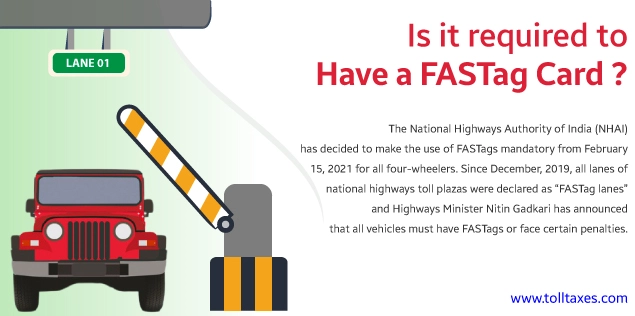 LANE 01
Is it required to
Have a FASTag Card ?
The National Highways Authority of India (NHAI)
has decided to make the use of FASTags mandatory from February
15, 2021 for all four-wheelers. Since December, 2019, all lanes of
national highways toll plazas were declared as “FASTag lanes”
and Highways Minister Nitin Gadkari has announced
that all vehicles must have FASTags or face certain penalties.
www.tolltaxes.com